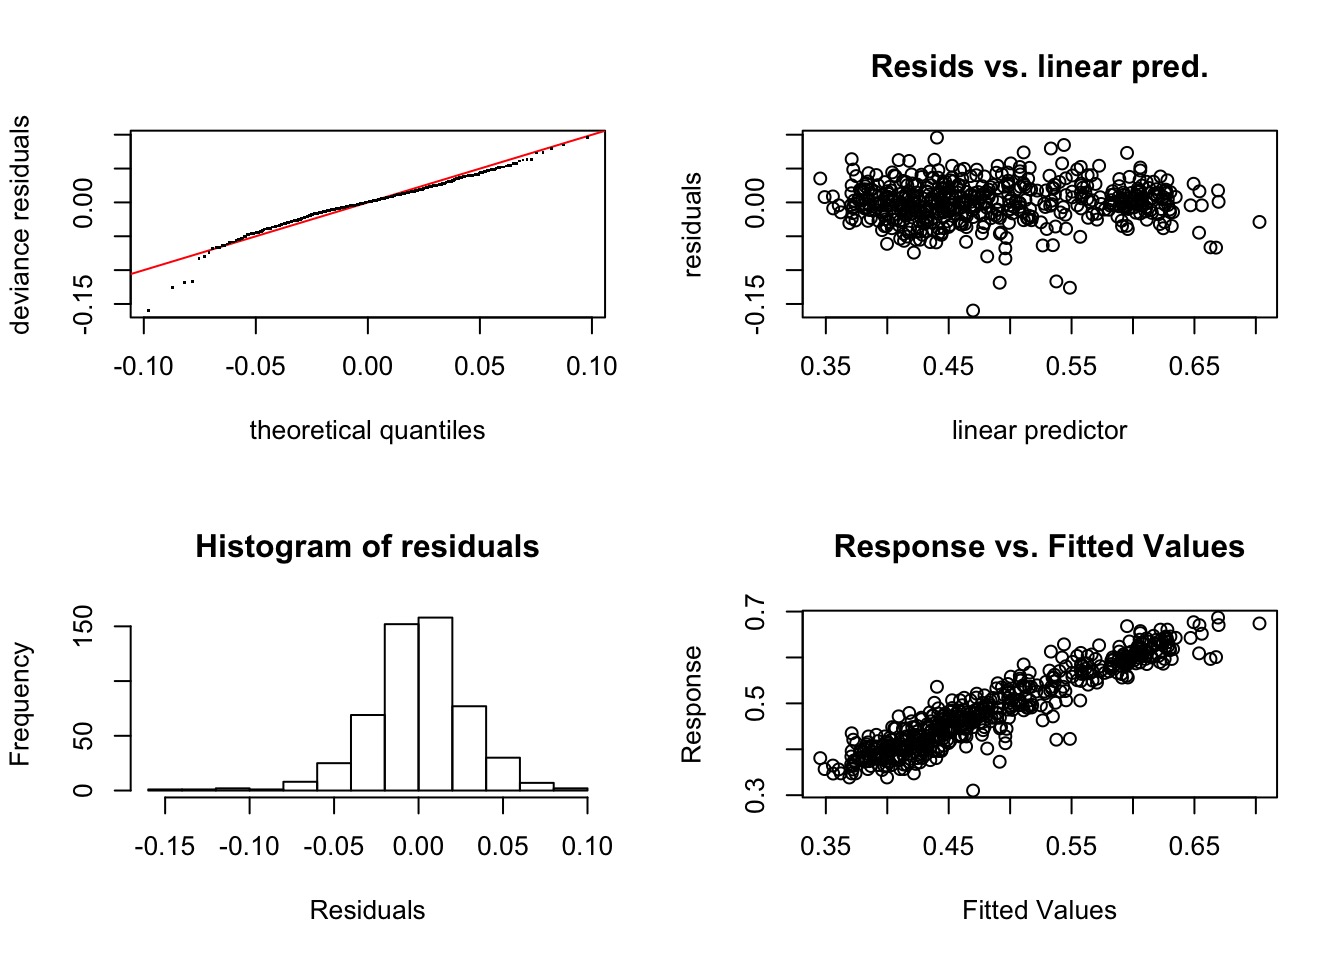 deviance residuals
0.00
-0.15
-0.10 -0.05 0.00 0.05 0.10
theoretical quantiles
Resids vs. linear pred.
residuals
0.00
-0.15
0.35 0.45 0.55 0.65
linear predictor
Histogram of residuals
Frequency
150
50
0
-0.15 -0.10 -0.05 0.00 0.05 0.10
Residuals
Response vs. Fitted Values
Response
0.7
0.5
0.3
0.35 0.45 0.55 0.65
Fitted Values